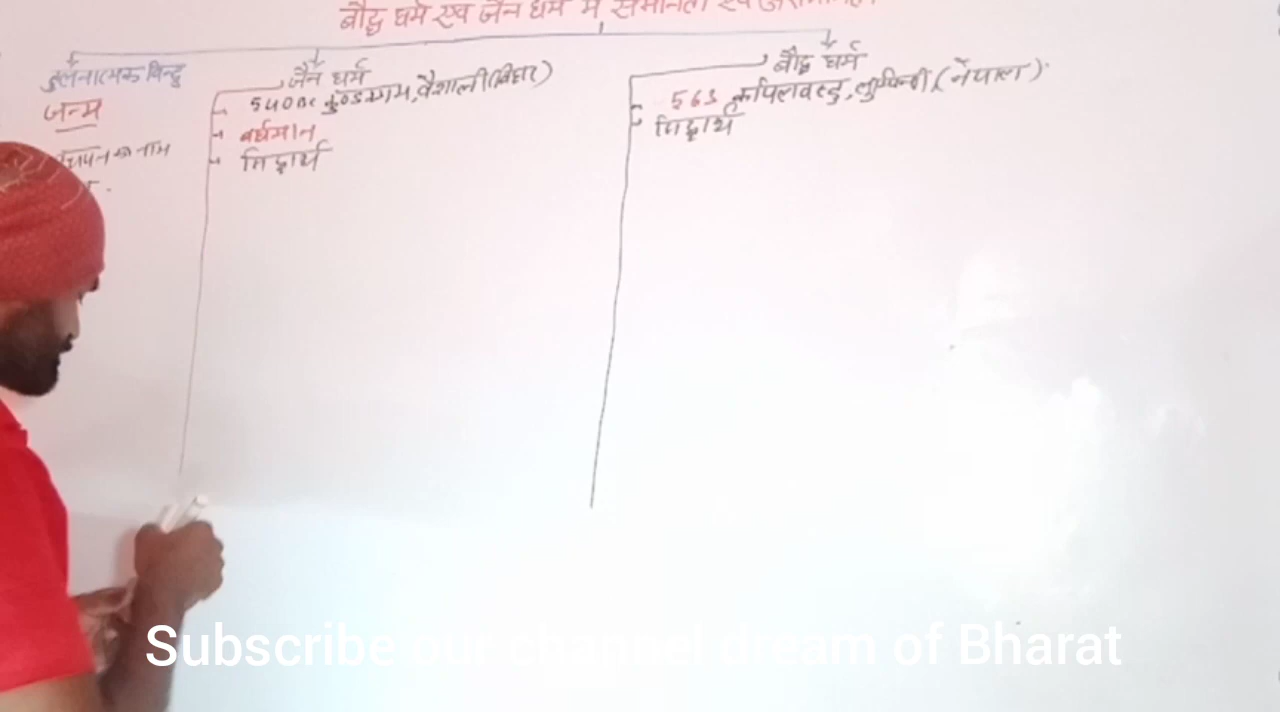 बौद्ध धर्म एवं जैन धर्म में समानता एवं असमानता
तुलनात्मक बिन्दु
जैन धर्म
बौद्ध धर्म
जन्म
540BC कुण्डग्राम, वैशाली (बिहार)
563 कपिलवस्तु, लुम्बिनी (नेपाल)
बचपन का नाम
वर्धमान
सिद्धार्थ
सिद्धार्थ
Subscribe our channel dream of Bharat